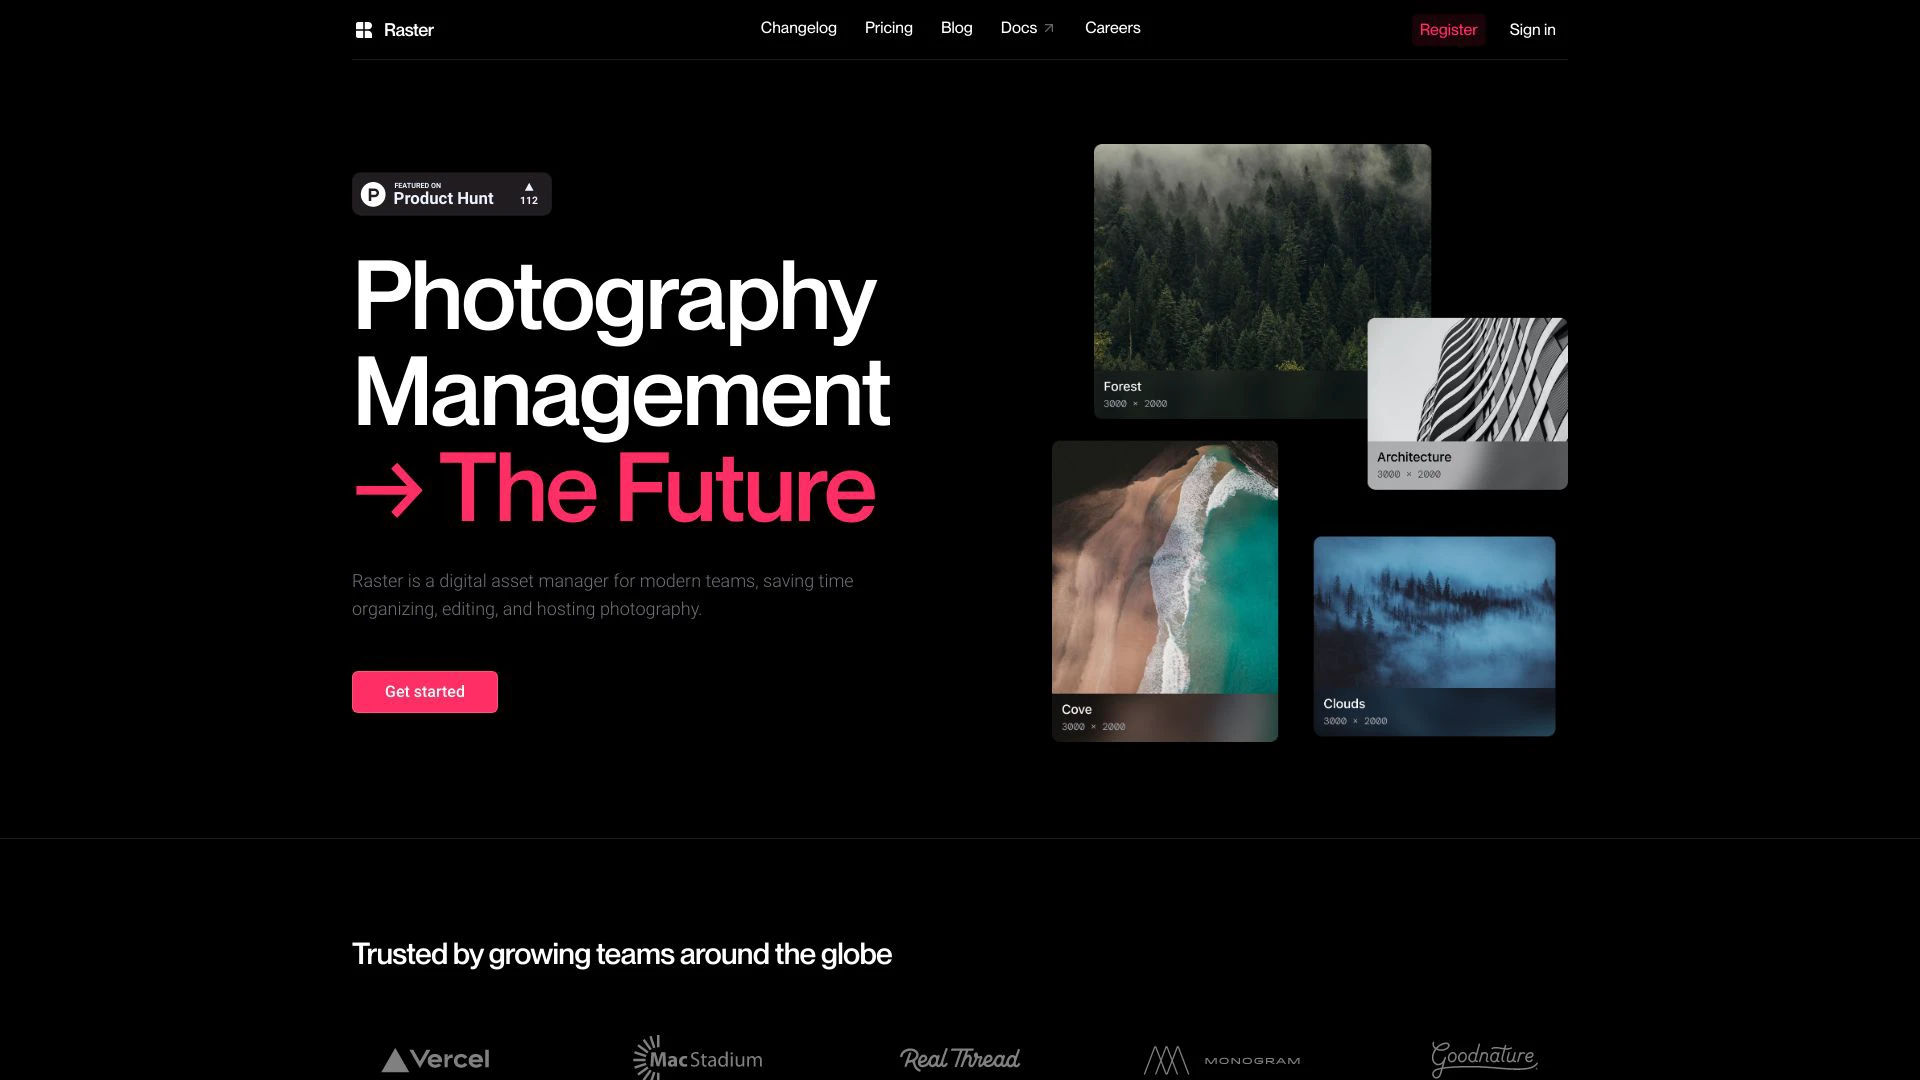 Raster
Changelog
Pricing
Blog
Docs
Careers
Register
Sign in
FEATURED ON
Product Hunt
112
Photography
Management
→ The Future
Raster is a digital asset manager for modern teams, saving time
organizing, editing, and hosting photography.
Get started
Forest
3000 × 2000
Architecture
3000 × 2000
Cove
3000 × 2000
Clouds
3000 × 2000
Trusted by growing teams around the globe
Vercel
MacStadium
Real Thread
MONOGRAM
Goodnature